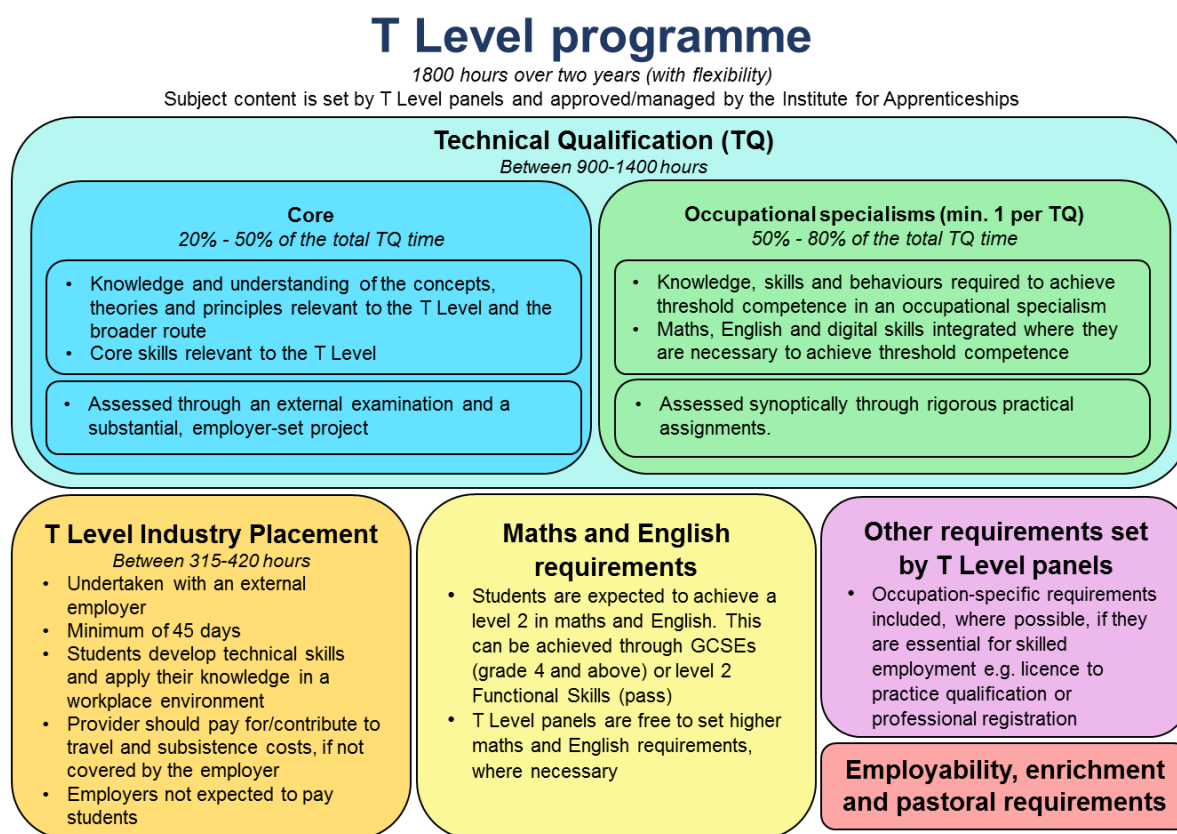 T Level programme
1800 hours over two years (with flexibility)
Subject content is set by T Level panels and approved/managed by the Institute for Apprenticeships
Technical Qualification (TQ)
Between 900-1400 hours
Core
20% - 50% of the total TQ time
• Knowledge and understanding of the concepts,
theories and principles relevant to the T Level and the
broader route
• Core skills relevant to the T Level
• Assessed through an external examination and a
substantial, employer-set project
Occupational specialisms (min. 1 per TQ)
50% - 80% of the total TQ time
• Knowledge, skills and behaviours required to achieve
threshold competence in an occupational specialism
• Maths, English and digital skills integrated where they
are necessary to achieve threshold competence
• Assessed synoptically through rigorous practical
assignments.
T Level Industry Placement
Between 315-420 hours
• Undertaken with an external
employer
• Minimum of 45 days
• Students develop technical skills
and apply their knowledge in a
workplace environment
• Provider should pay for/contribute to
travel and subsistence costs, if not
covered by the employer
• Employers not expected to pay
students
Maths and English
requirements
• Students are expected to achieve a
level 2 in maths and English. This
can be achieved through GCSEs
(grade 4 and above) or level 2
Functional Skills (pass)
• T Level panels are free to set higher
maths and English requirements,
where necessary
Other requirements set
by T Level panels
• Occupation-specific requirements
included, where possible, if they
are essential for skilled
employment e.g. licence to
practice qualification or
professional registration
Employability, enrichment
and pastoral requirements